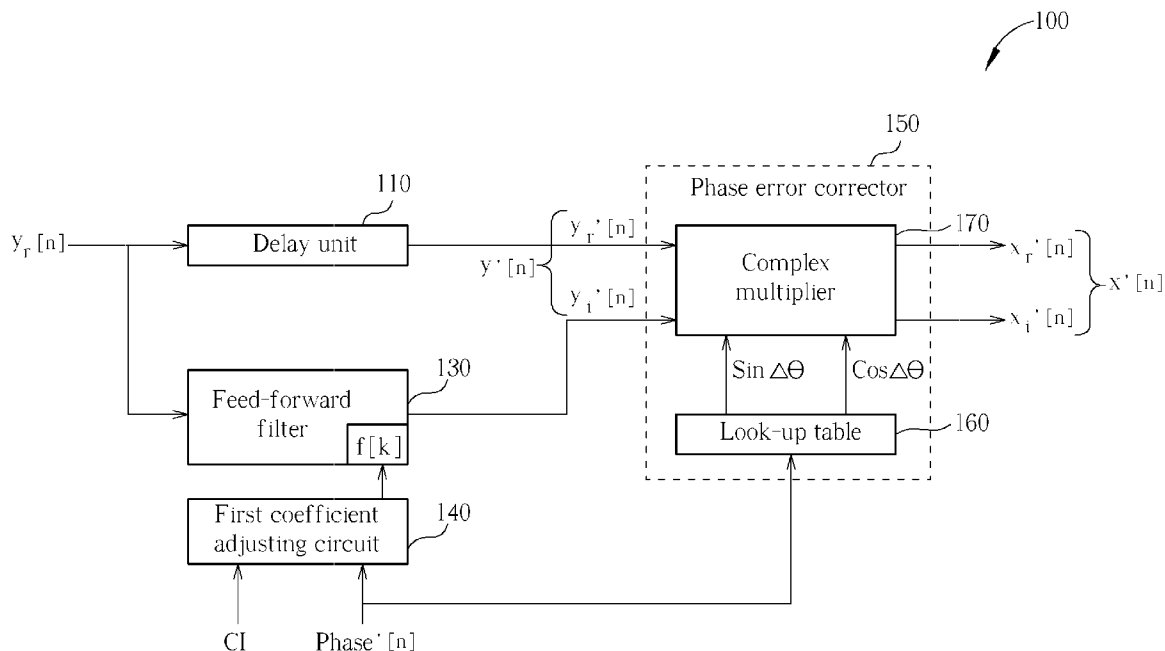 100
150
Phase error corrector
110
170
y_r[n]
Delay unit
y'[n]
y_r'[n]
y_i'[n]
Complex
multiplier
x_r'[n]
x_i'[n]
x'[n]
130
Feed-forward
filter
f[k]
Sin △θ
Cos △θ
Look-up table
160
First coefficient
adjusting circuit
140
CI
Phase'[n]